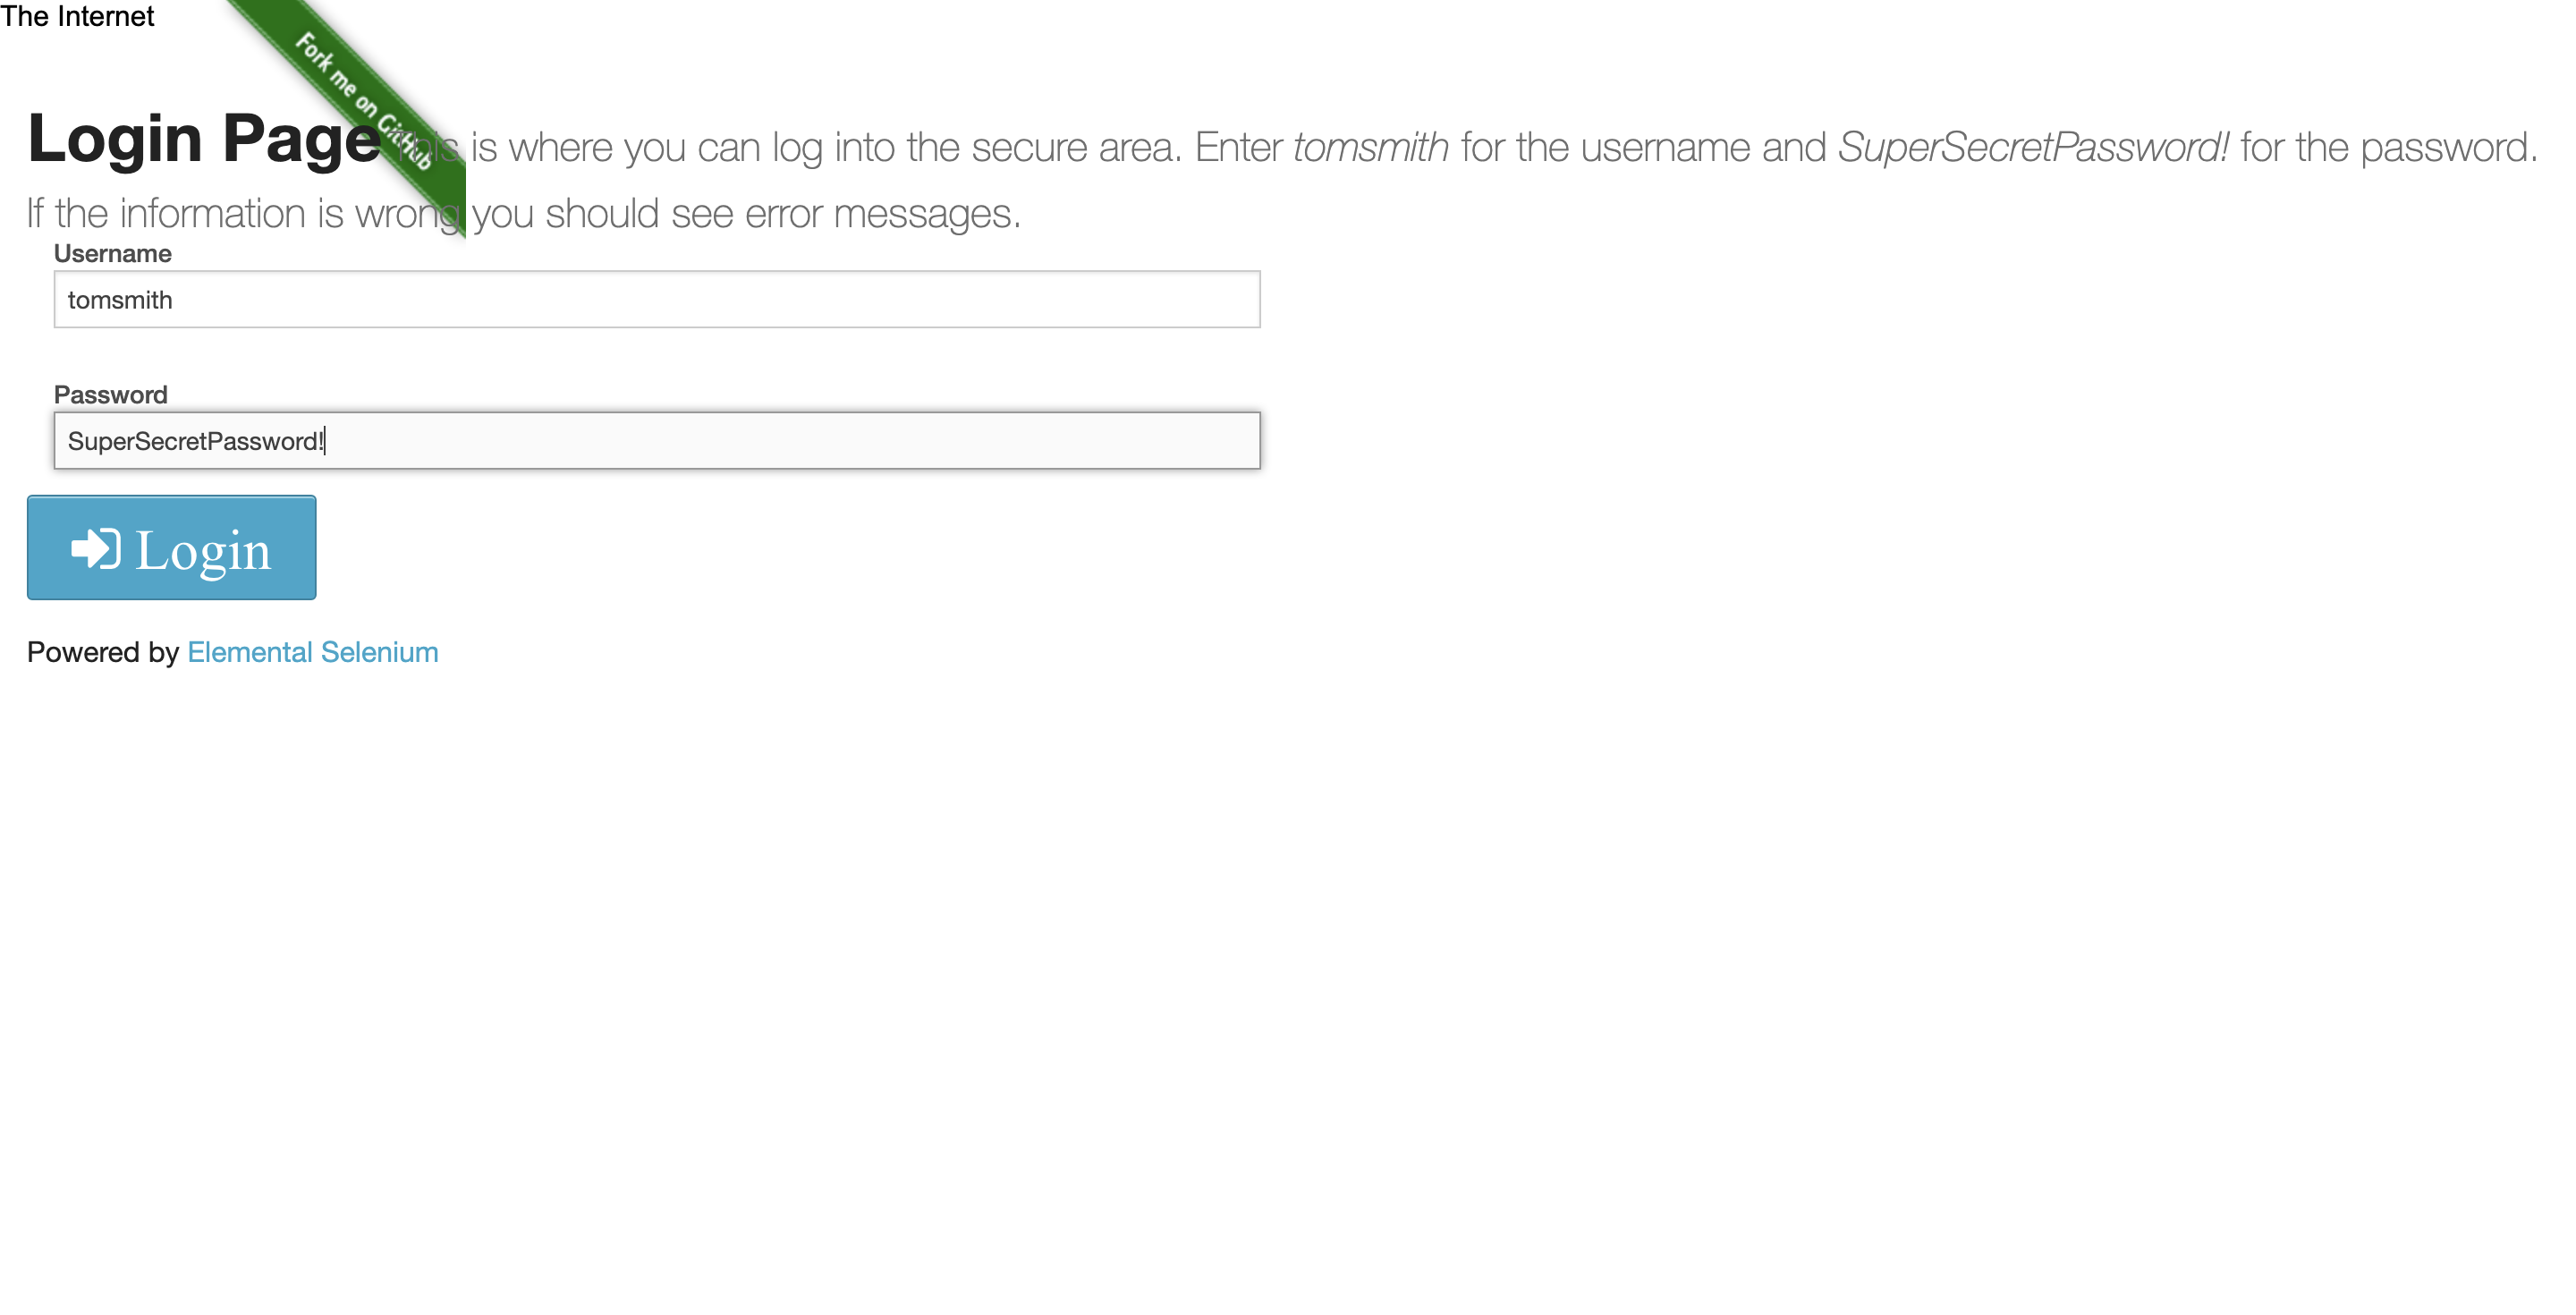 The Internet
Fork me on GitHub
Login Page This is where you can log into the secure area. Enter tomsmith for the username and SuperSecretPassword! for the password.
If the information is wrong you should see error messages.
Username
tomsmith
Password
SuperSecretPassword!
Login
Powered by Elemental Selenium